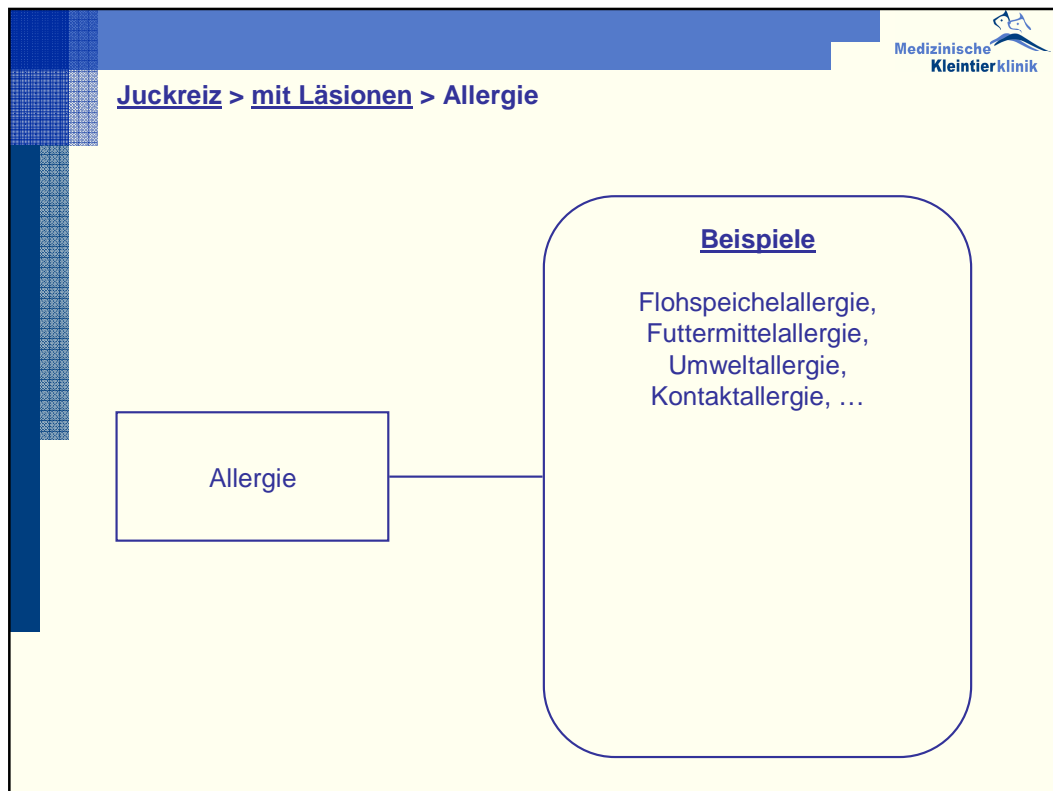 Medizinische
Kleintierklinik
Juckreiz > mit Läsionen > Allergie
Beispiele
Flohspeichelallergie,
Futtermittelallergie,
Umweltallergie,
Kontaktallergie, …
Allergie